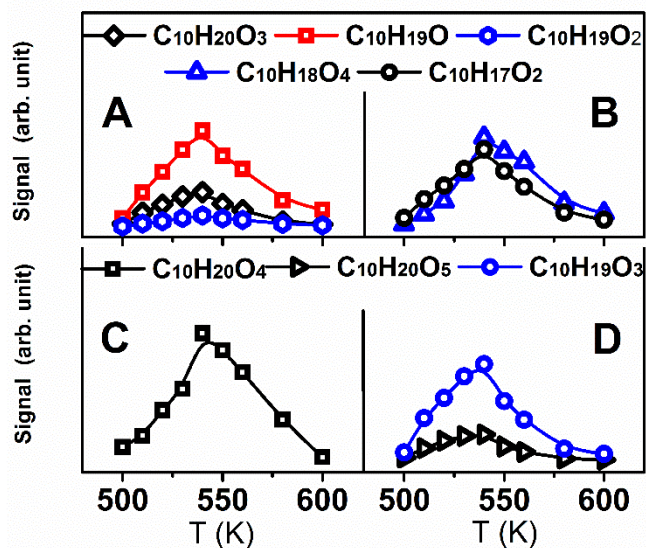 C10H20O3 C10H19O C10H19O2
C10H18O4 C10H17O2
Signal (arb. unit)
A B
C10H20O4 C10H20O5 C10H19O3
Signal (arb. unit)
C D
500 550 600 500 550 600
T (K) T (K)